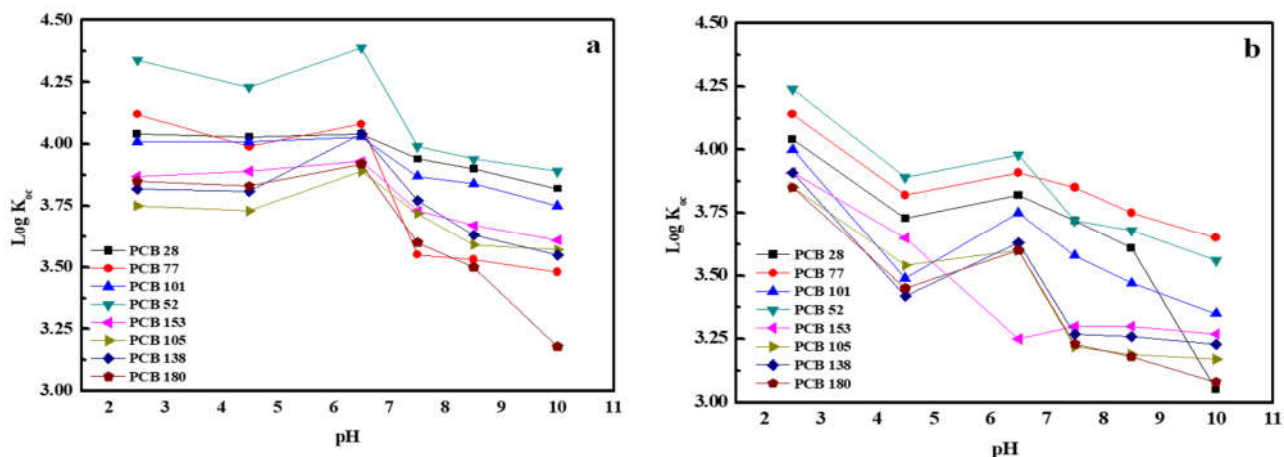 4.50
a
4.25
4.00
3.75
3.50
3.25
3.00
Log K_oc
PCB 28
PCB 77
PCB 101
PCB 52
PCB 153
PCB 105
PCB 138
PCB 180
2 3 4 5 6 7 8 9 10 11
pH
4.50
b
4.25
4.00
3.75
3.50
3.25
3.00
Log K_oc
PCB 28
PCB 77
PCB 101
PCB 52
PCB 153
PCB 105
PCB 138
PCB 180
2 3 4 5 6 7 8 9 10 11
pH